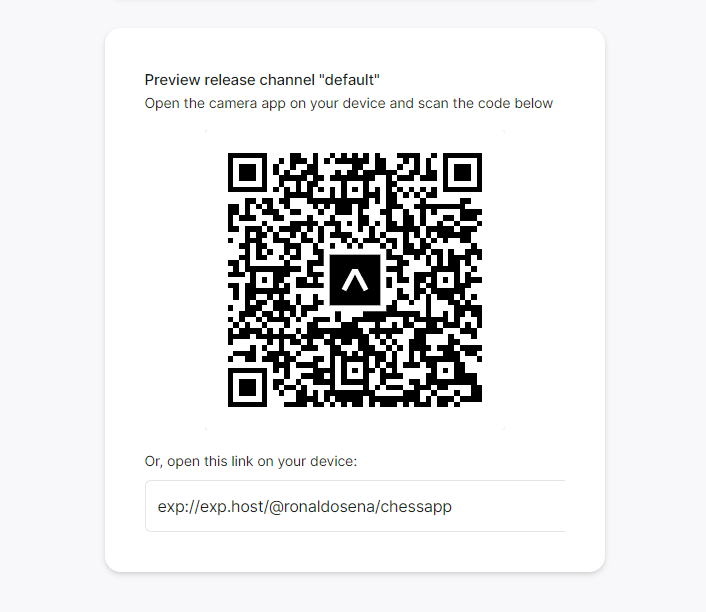 Preview release channel "default"
Open the camera app on your device and scan the code below
Or, open this link on your device:
exp://exp.host/@ronaldosena/chessapp